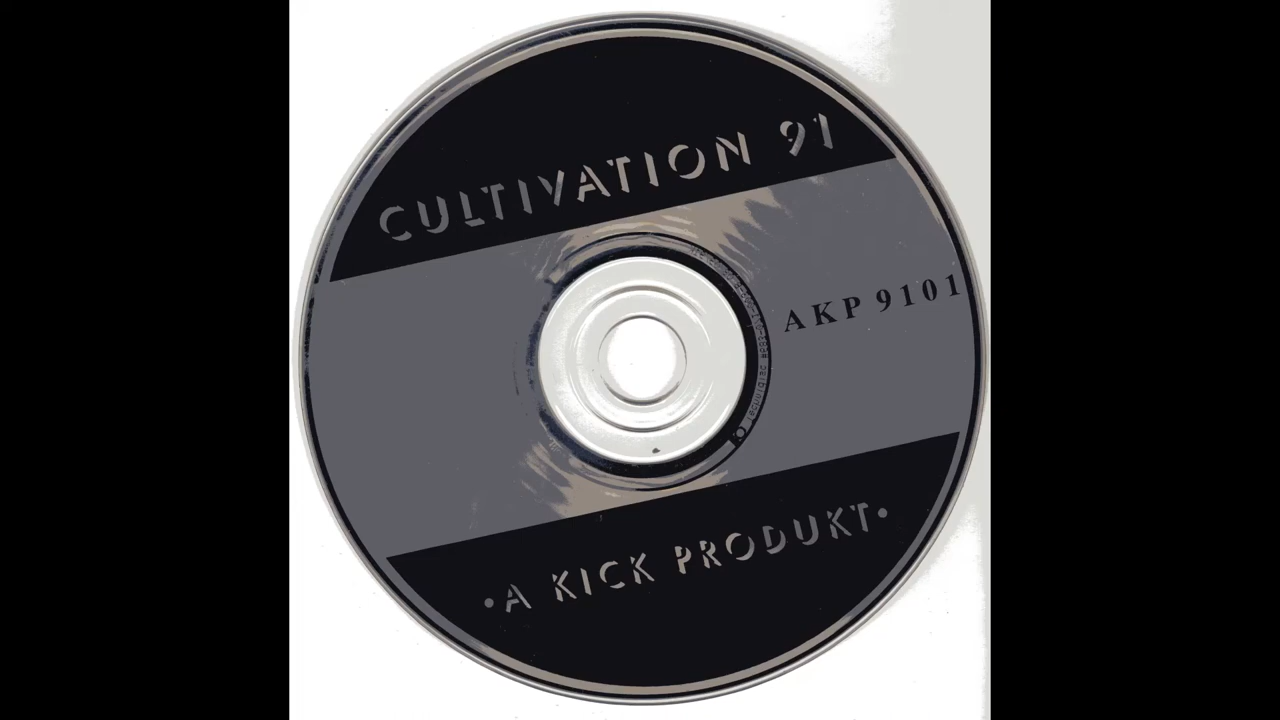 CULTIVATION 91
AKP 9101
•A KICK PRODUKT•